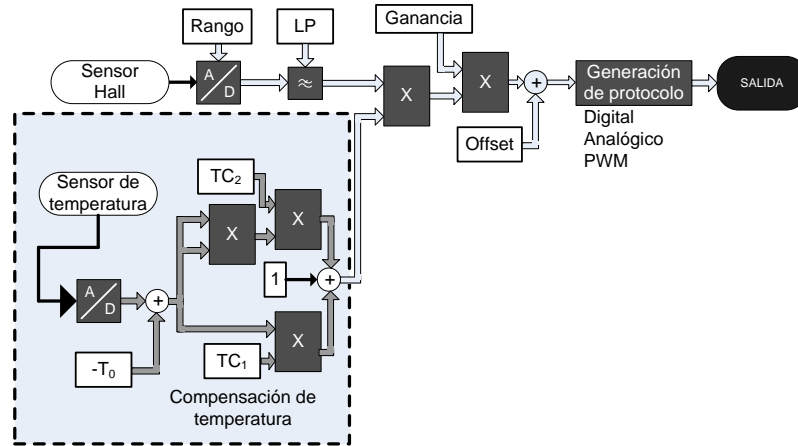 Rango
LP
Ganancia
Sensor
Hall
A
D
≈
X
X
+
Generación
de protocolo
SALIDA
Digital
Analógico
PWM
Offset
Sensor de
temperatura
TC₂
X
X
1
+
A
D
+
X
-T₀
TC₁
Compensación de
temperatura